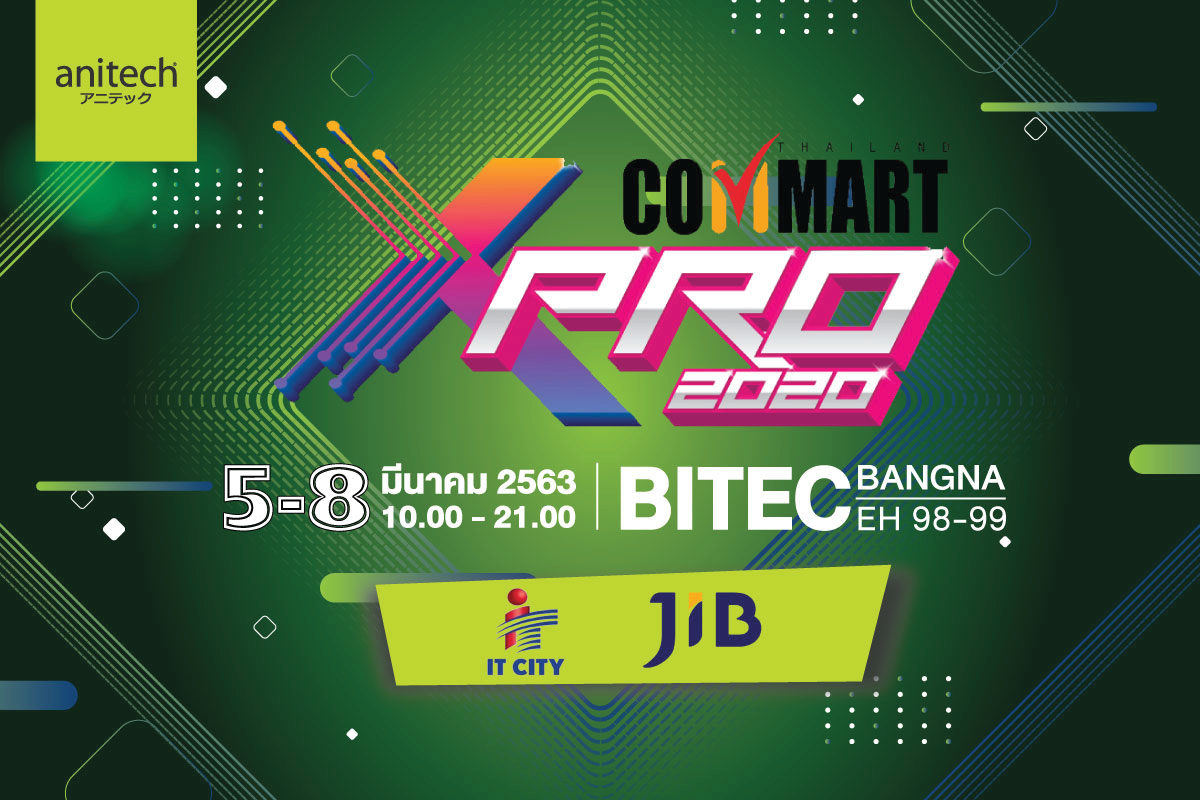 anitech
アニテック
THAILAND
COMMART
XPRO
2020
5-8 มีนาคม 2563
10.00 - 21.00
BITEC BANGNA
EH 98-99
IT CITY
JIB